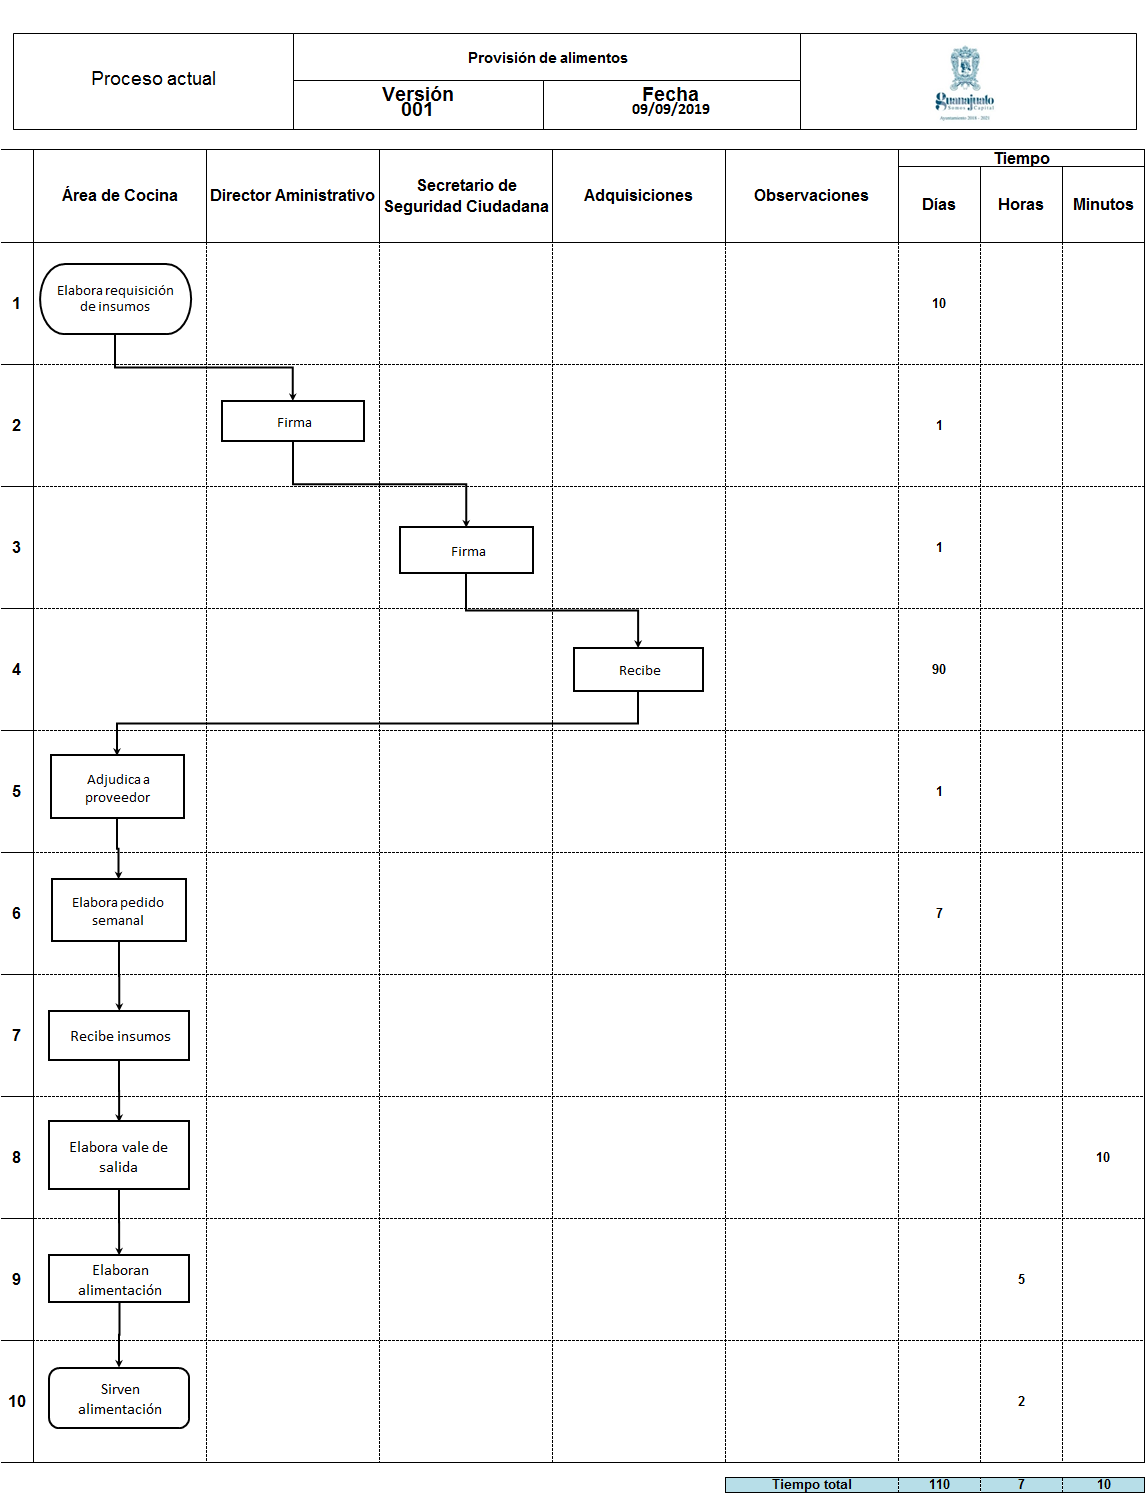 Proceso actual
Provisión de alimentos
Versión
001
Fecha
09/09/2019
Guanajuato
Somos Capital
Ayuntamiento 2018 - 2021
Tiempo
Área de Cocina
Director Aministrativo
Secretario de
Seguridad Ciudadana
Adquisiciones
Observaciones
Días
Horas
Minutos
1
Elabora requisición
de insumos
10
2
Firma
1
3
Firma
1
4
Recibe
90
5
Adjudica a
proveedor
1
6
Elabora pedido
semanal
7
7
Recibe insumos
8
Elabora vale de
salida
10
9
Elaboran
alimentación
5
10
Sirven
alimentación
2
Tiempo total
110
7
10